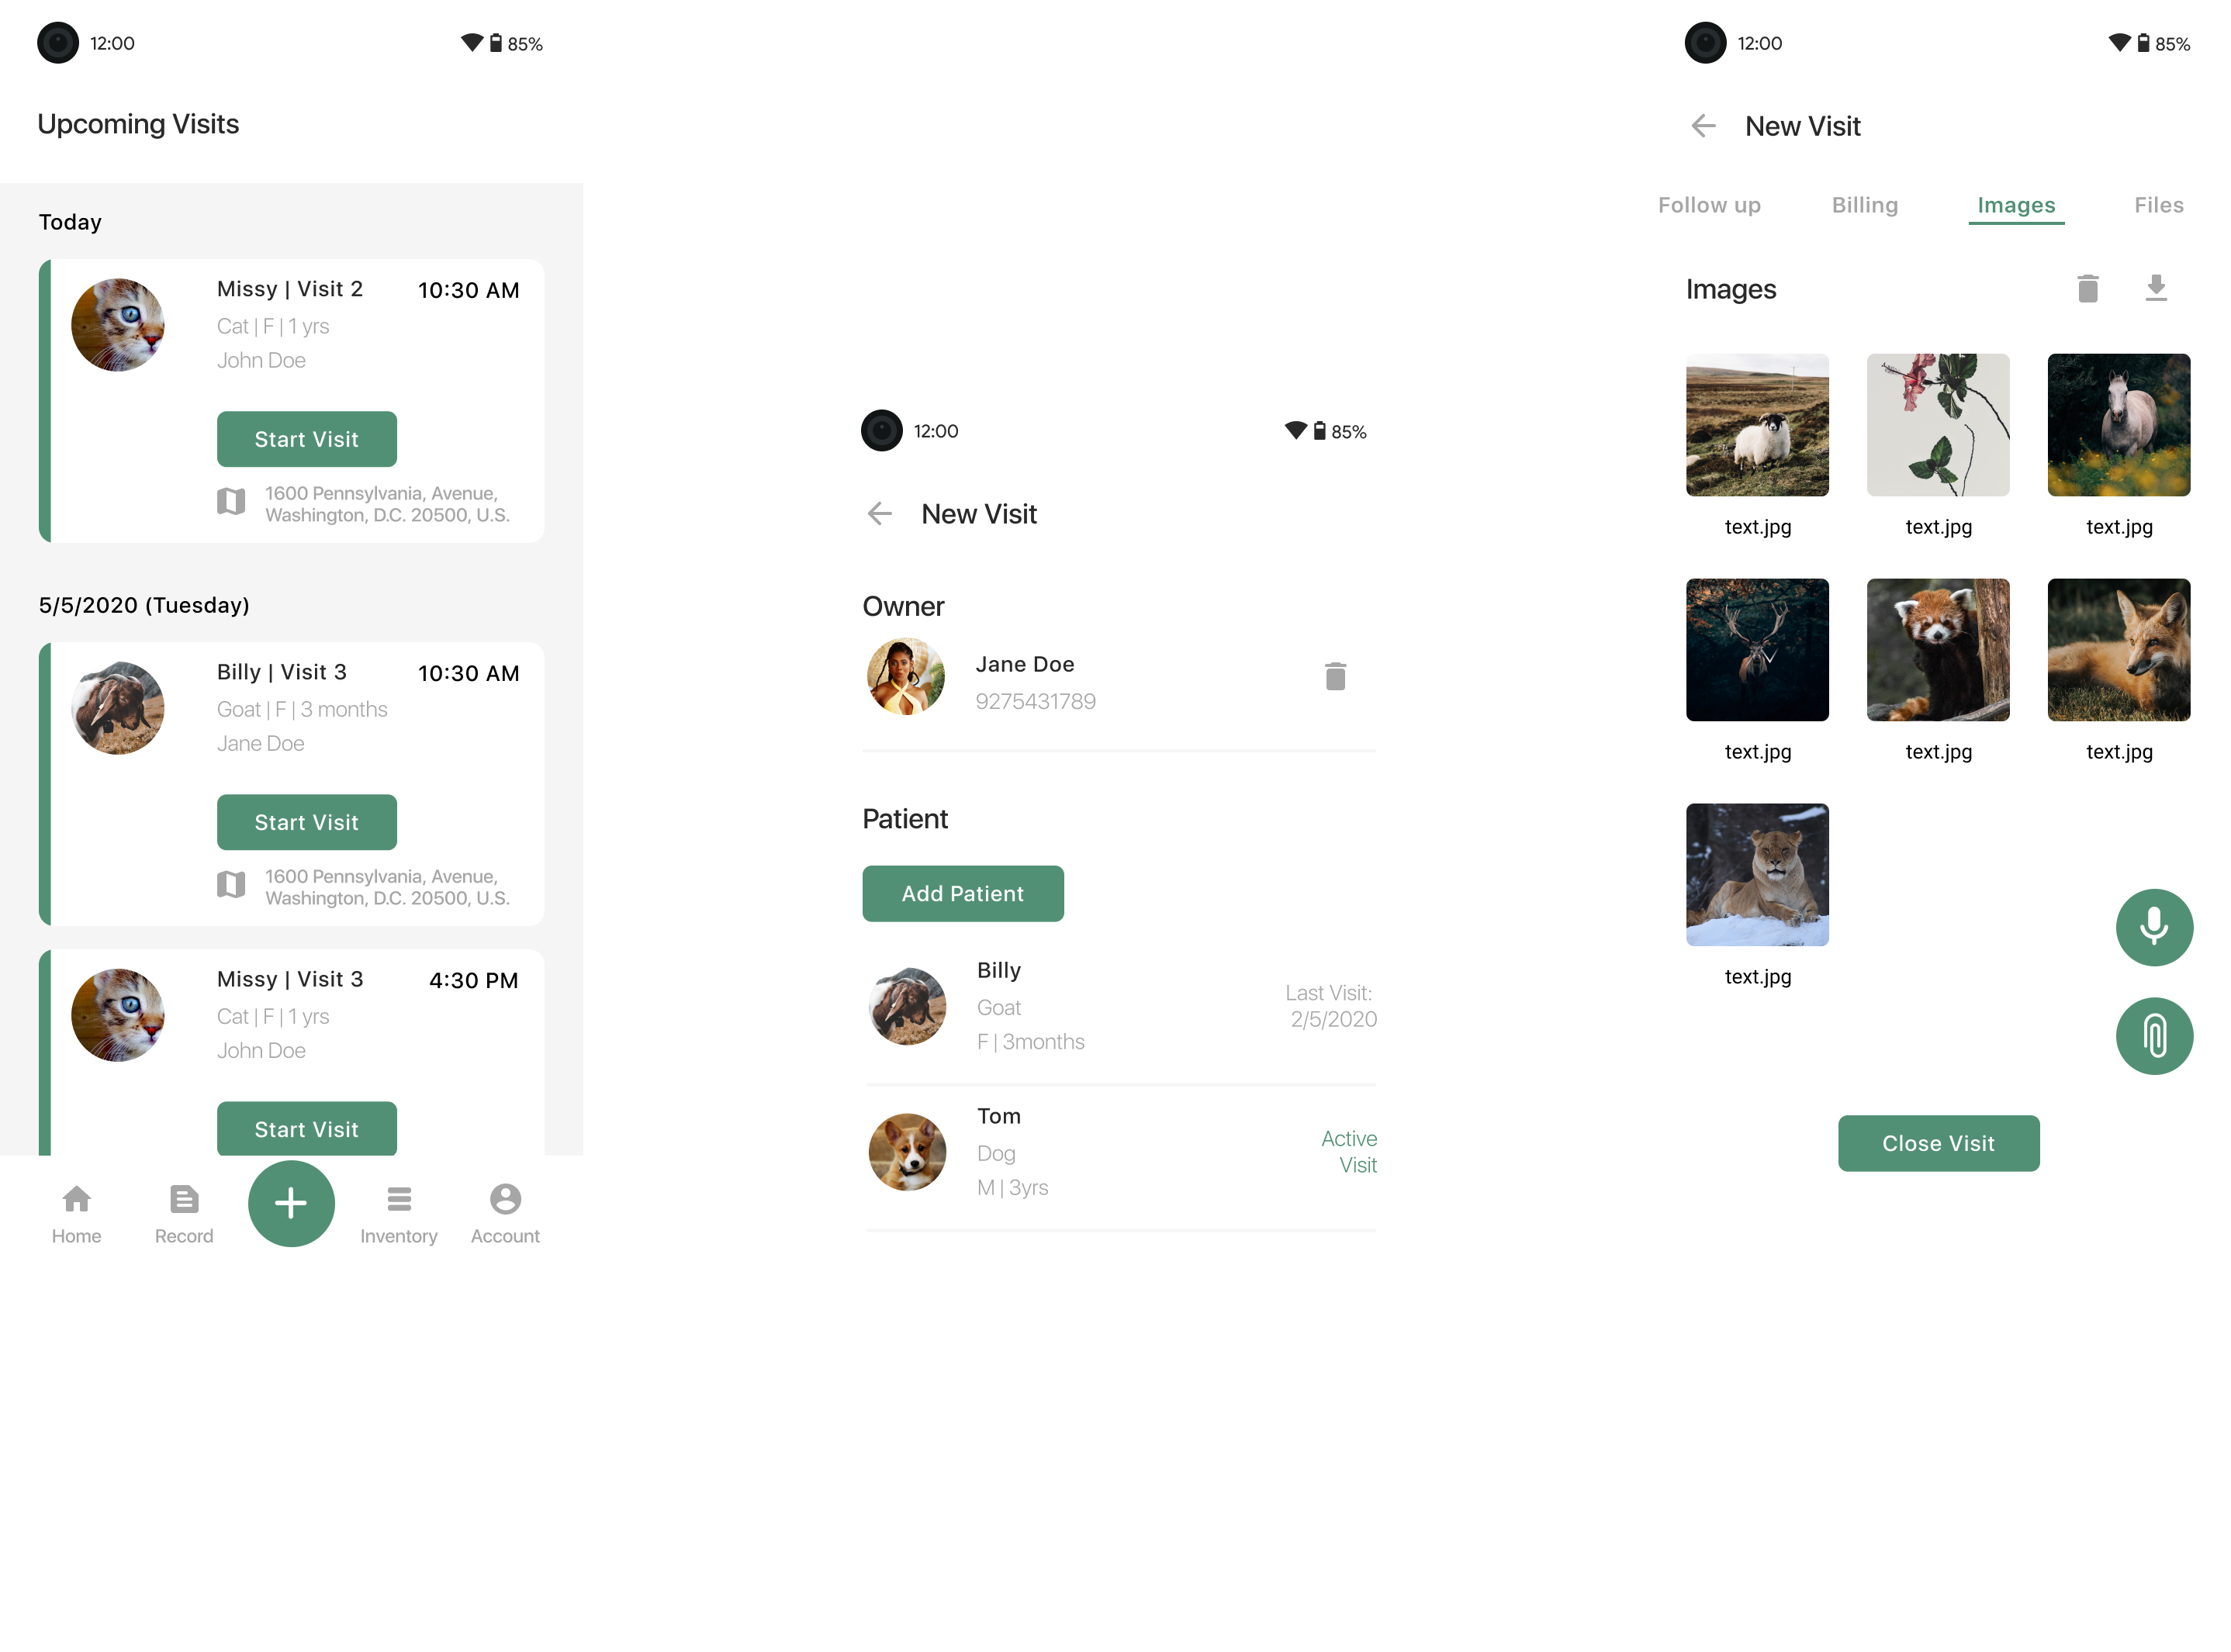 12:00
85%
Upcoming Visits
Today
Missy | Visit 2
10:30 AM
Cat | F | 1 yrs
John Doe
Start Visit
1600 Pennsylvania, Avenue,
Washington, D.C. 20500, U.S.
5/5/2020 (Tuesday)
Billy | Visit 3
10:30 AM
Goat | F | 3 months
Jane Doe
Start Visit
1600 Pennsylvania, Avenue,
Washington, D.C. 20500, U.S.
Missy | Visit 3
4:30 PM
Cat | F | 1 yrs
John Doe
Start Visit
Home
Record
Inventory
Account
12:00
85%
New Visit
Owner
Jane Doe
9275431789
Patient
Add Patient
Billy
Goat
F | 3months
Last Visit:
2/5/2020
Tom
Dog
M | 3yrs
Active
Visit
12:00
85%
New Visit
Follow up
Billing
Images
Files
Images
text.jpg
text.jpg
text.jpg
text.jpg
text.jpg
text.jpg
text.jpg
Close Visit